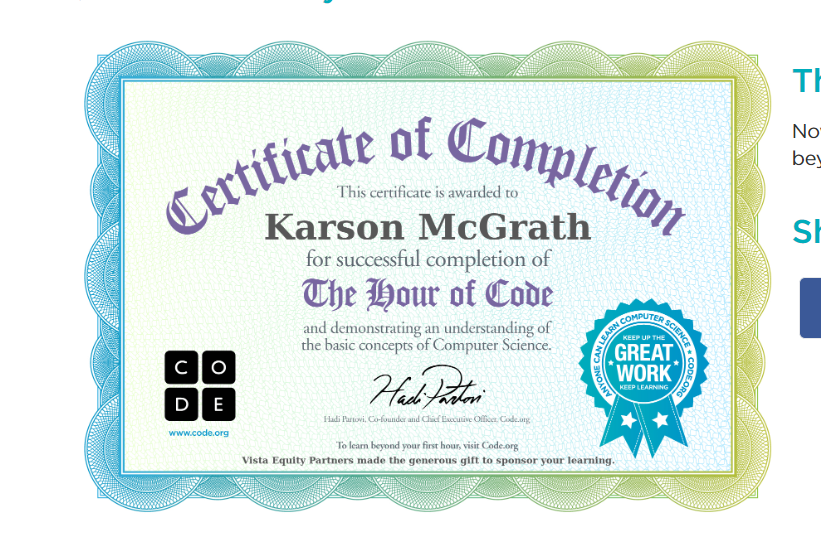 Certificate of Completion
This certificate is awarded to
Karson McGrath
for successful completion of
The Hour of Code
and demonstrating an understanding of
the basic concepts of Computer Science.
C O
D E
www.code.org
Hadi Partovi
Hadi Partovi, Co-founder and Chief Executive Officer, Code.org
To learn beyond your first hour, visit Code.org
Vista Equity Partners made the generous gift to sponsor your learning.
ANYONE CAN LEARN COMPUTER SCIENCE ★ CODE.ORG ★
KEEP UP THE
GREAT
WORK
KEEP LEARNING